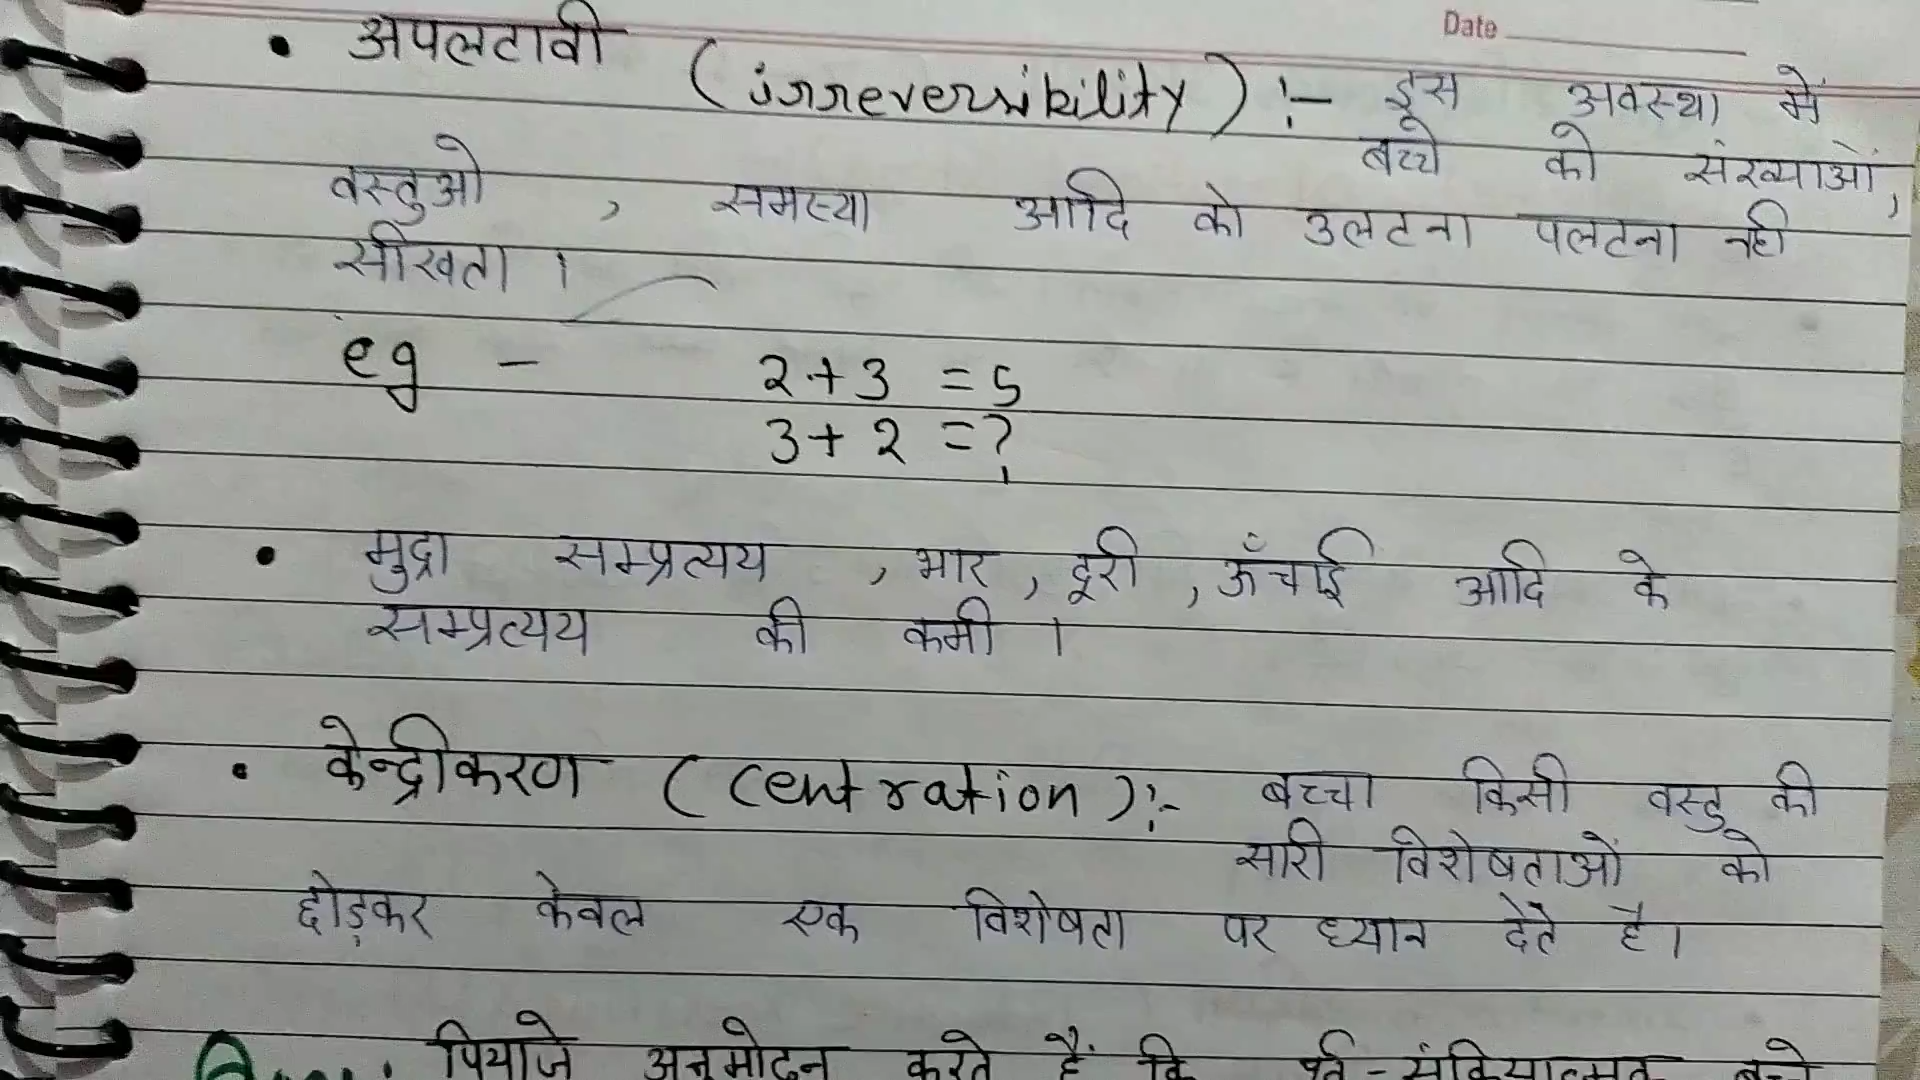 Date
• अपलटावी (irreversibility) :- इस अवस्था में
बच्चे को संख्याओं,
वस्तुओ , समस्या आदि को उलटना पलटना नही
सीखता ।
eg - 2+3 = 5
3+2 = ?
• मुद्रा सम्प्रत्यय , भार , दूरी , ऊँचाई आदि के
सम्प्रत्यय की कमी ।
• केन्द्रीकरण (Centration) :- बच्चा किसी वस्तु की
सारी विशेषताओं को
छोड़कर केवल एक विशेषता पर ध्यान देते है।
पियाजे अनुमोदन करते हैं कि पूर्व-संक्रियात्मक बच्चे